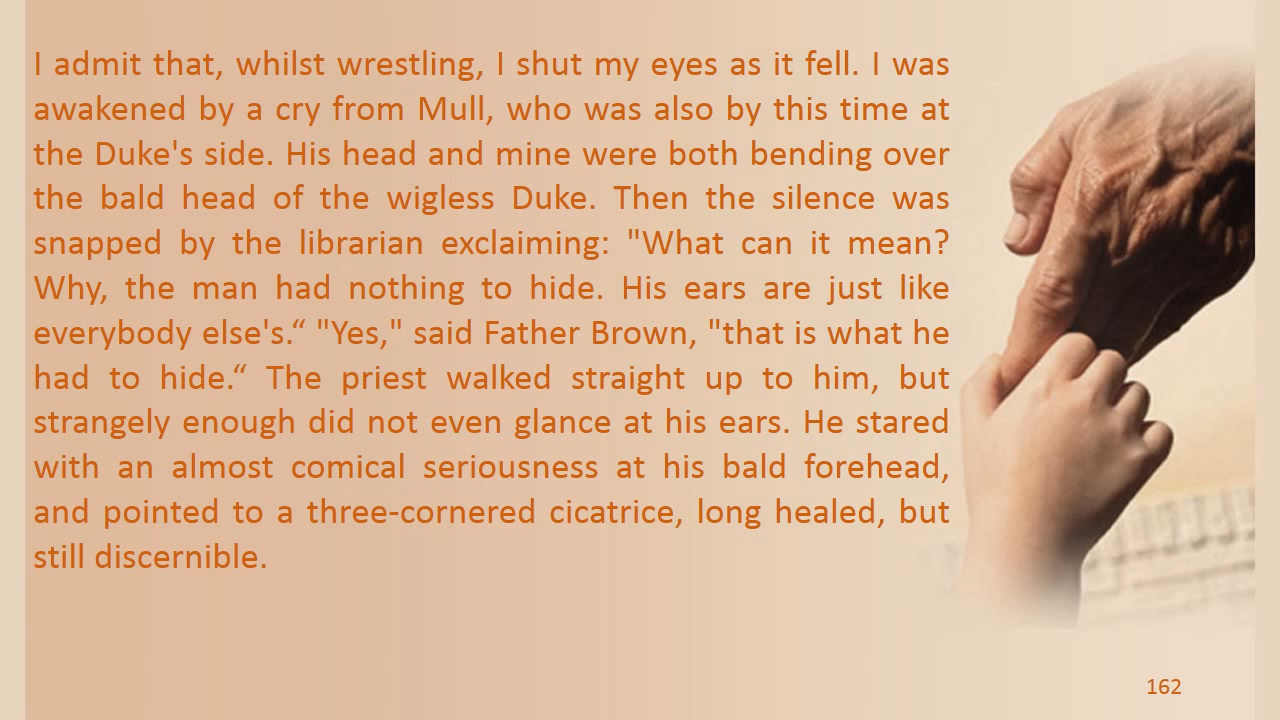 I admit that, whilst wrestling, I shut my eyes as it fell. I was
awakened by a cry from Mull, who was also by this time at
the Duke's side. His head and mine were both bending over
the bald head of the wigless Duke. Then the silence was
snapped by the librarian exclaiming: "What can it mean?
Why, the man had nothing to hide. His ears are just like
everybody else's.“ "Yes," said Father Brown, "that is what he
had to hide.“ The priest walked straight up to him, but
strangely enough did not even glance at his ears. He stared
with an almost comical seriousness at his bald forehead,
and pointed to a three-cornered cicatrice, long healed, but
still discernible.
162